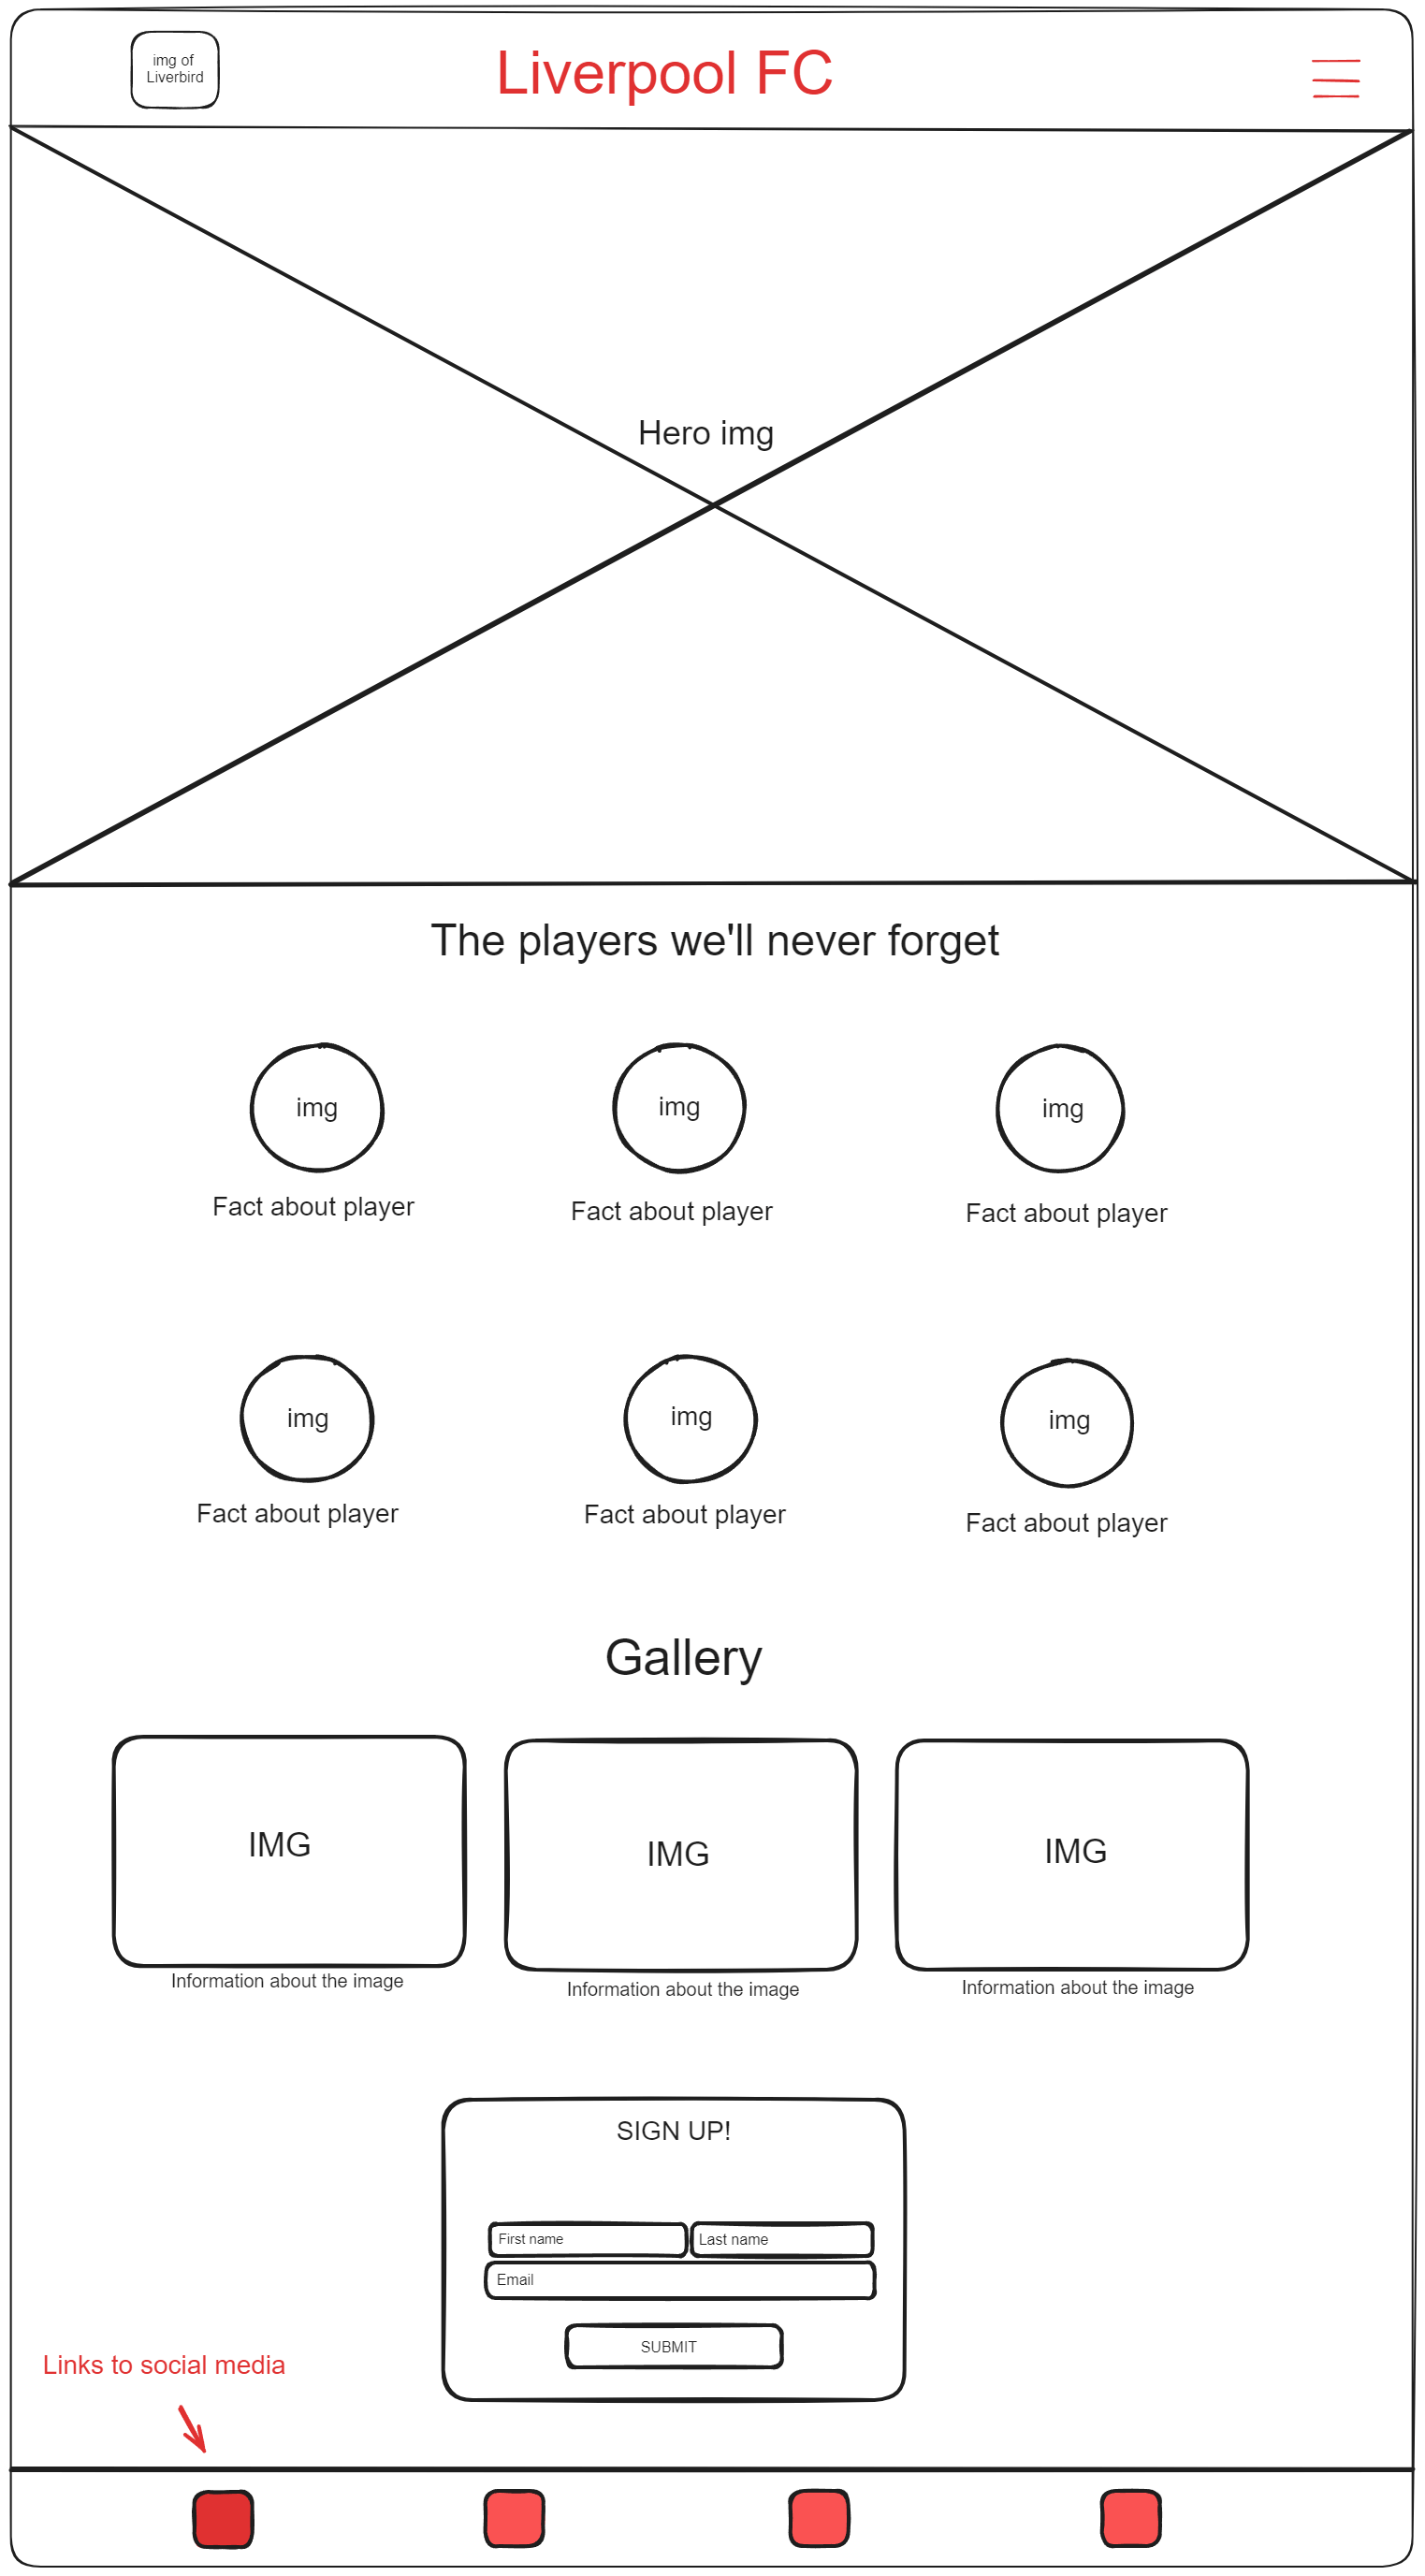 img of
Liverbird
Liverpool FC
Hero img
The players we'll never forget
img
img
img
Fact about player
Fact about player
Fact about player
img
img
img
Fact about player
Fact about player
Fact about player
Gallery
IMG
IMG
IMG
Information about the image
Information about the image
Information about the image
SIGN UP!
First name
Last name
Email
SUBMIT
Links to social media